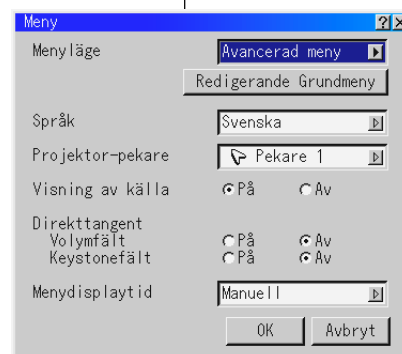 Meny
Menyläge Avancerad meny
Redigerande Grundmeny
Språk Svenska
Projektor-pekare Pekare 1
Visning av källa På Av
Direkttangent
Volymfält På Av
Keystonefält På Av
Menydisplaytid Manuell
OK Avbryt